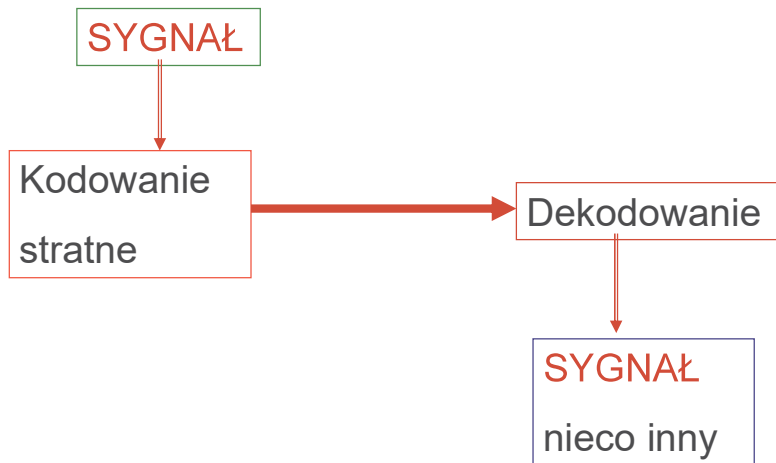 SYGNAŁ
Kodowanie
stratne
Dekodowanie
SYGNAŁ
nieco inny